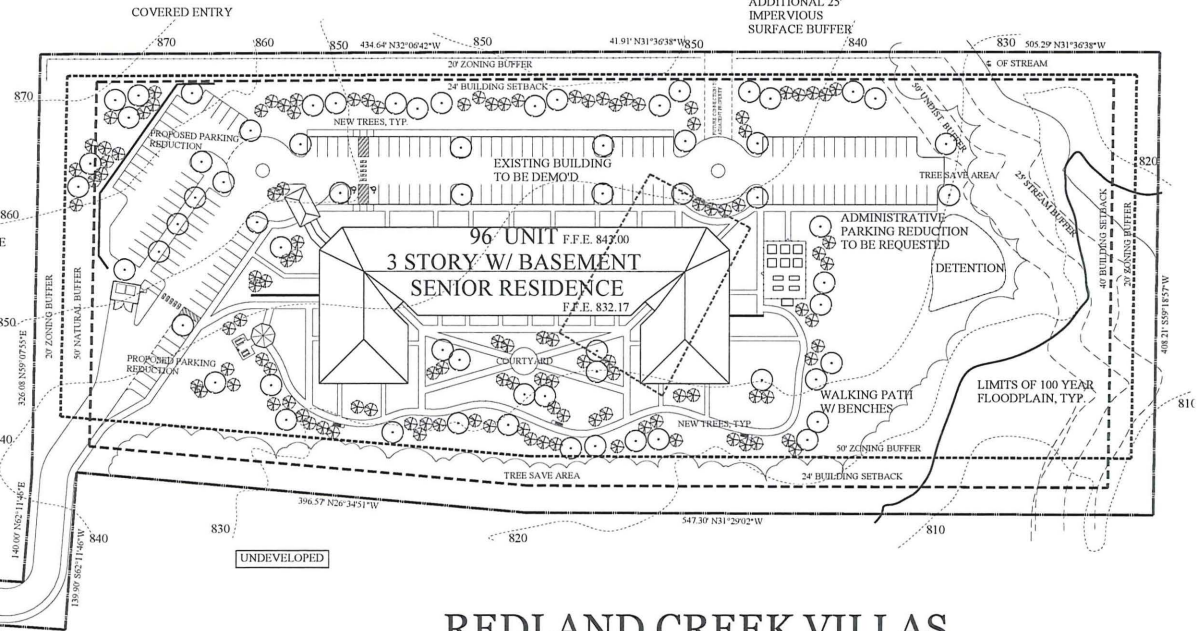 COVERED ENTRY
ADDITIONAL 25'
IMPERVIOUS
SURFACE BUFFER
870
860
850
434.64' N32°06'42"W
850
41.91' N31°36'38"W
850
840
830
505.29' N31°36'38"W
20' ZONING BUFFER
℄ OF STREAM
24' BUILDING SETBACK
870
50' UNDIST. BUFFER
NEW TREES, TYP.
PROPOSED PARKING
REDUCTION
EXISTING BUILDING
TO BE DEMO'D
820
TREE SAVE AREA
25' STREAM BUFFER
860
E
ADMINISTRATIVE
PARKING REDUCTION
TO BE REQUESTED
40' BUILDING SETBACK
20' ZONING BUFFER
96 UNIT F.F.E. 843.00
3 STORY W/ BASEMENT
SENIOR RESIDENCE
F.F.E. 832.17
DETENTION
20' ZONING BUFFER
50' NATURAL BUFFER
326.08' N59°07'55"E
408.21' S59°18'57"W
850
COURTYARD
PROPOSED PARKING
REDUCTION
LIMITS OF 100 YEAR
FLOODPLAIN, TYP.
WALKING PATH
W/ BENCHES
810
NEW TREES, TYP
40
50' ZONING BUFFER
TREE SAVE AREA
24' BUILDING SETBACK
140.00' N62°11'46"E
139.90' S62°11'46"W
396.57' N26°34'51"W
547.30' N31°29'02"W
840
830
820
810
UNDEVELOPED
REDLAND CREEK VILLAS